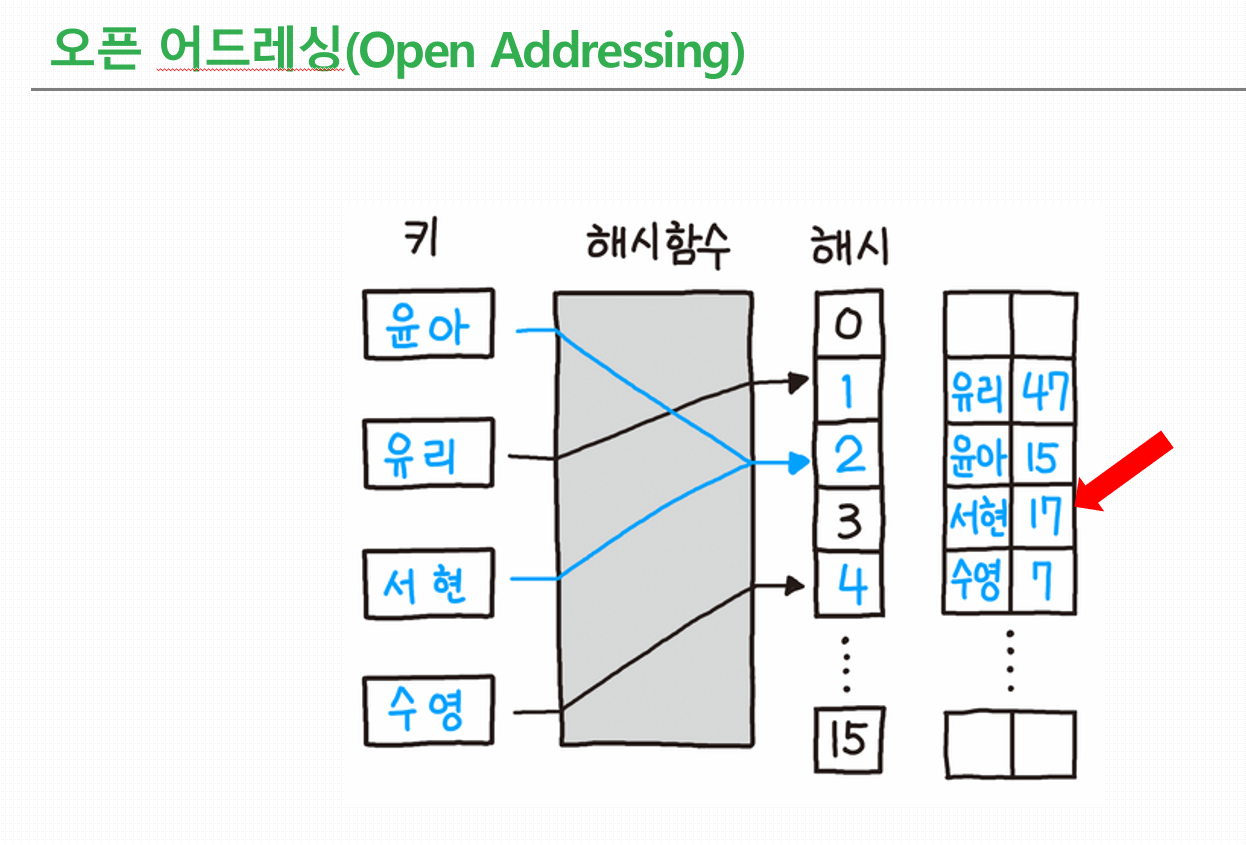 오픈 어드레싱(Open Addressing)
키 해시함수 해시
윤아 0
유리 1 유리 47
2 윤아 15
서현 3 서현 17
4 수영 7
수영 15